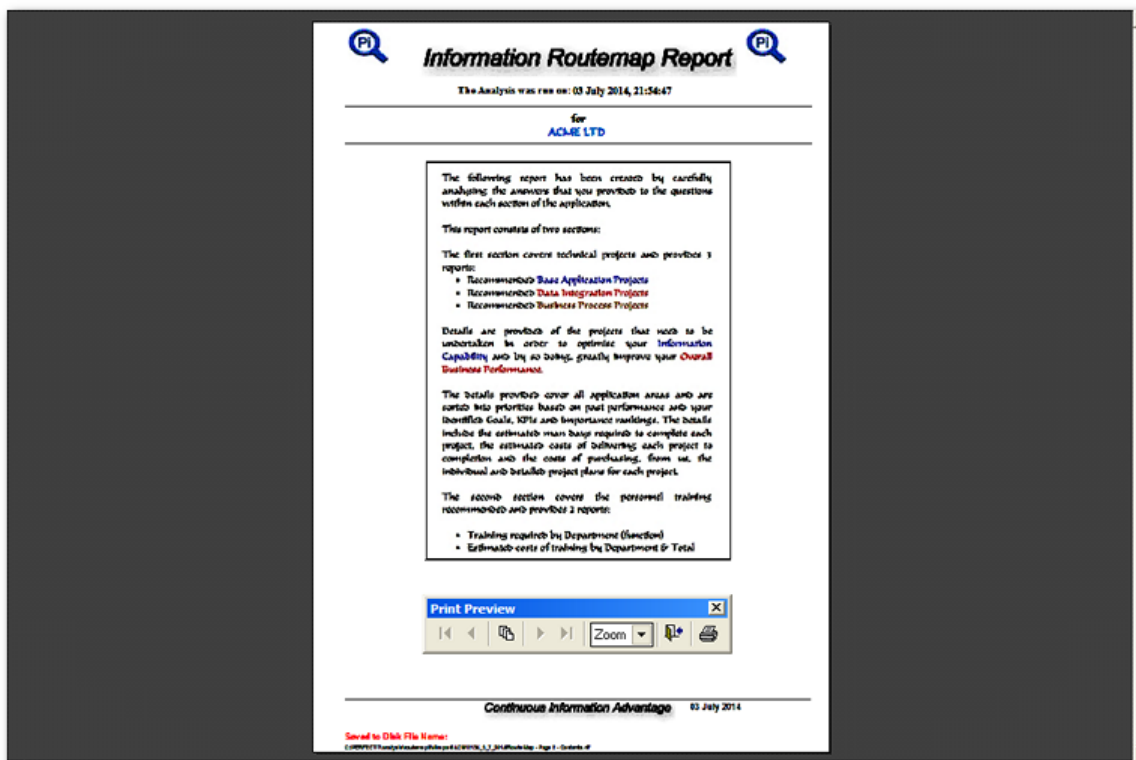 Pi
Pi
Information Routemap Report
The Analysis was run on: 03 July 2014, 21:54:47
for
ACME LTD
The following report has been created by carefully
analysing the answers that you provided to the questions
within each section of the application.
This report consists of two sections:
The first section covers technical projects and provides 3
reports:
• Recommended Base Application Projects
• Recommended Data Integration Projects
• Recommended Business Process Projects
Details are provided of the projects that need to be
undertaken in order to optimise your Information
Capability and by so doing, greatly improve your Overall
Business Performance.
The details provided cover all application areas and are
sorted into priorities based on past performance and your
identified Goals, KPIs and importance rankings. The details
include the estimated man days required to complete each
project, the estimated costs of delivering each project to
completion and the costs of purchasing, from us, the
individual and detailed project plans for each project.
The second section covers the personnel training
recommended and provides 2 reports:
• Training required by Department (function)
• Estimated costs of training by Department & Total
Print Preview
Zoom
Continuous Information Advantage 03 July 2014
Saved to Disk File Name:
Page 0 - Contents.rtf